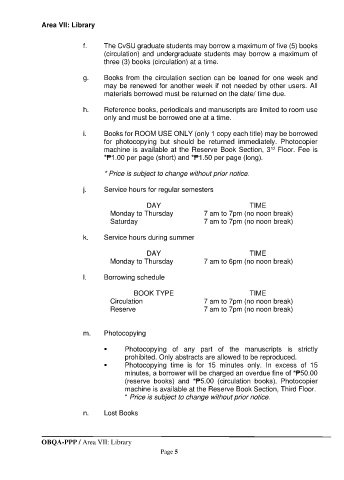 Area VII: Library
f. The CvSU graduate students may borrow a maximum of five (5) books
(circulation) and undergraduate students may borrow a maximum of
three (3) books (circulation) at a time.
g. Books from the circulation section can be loaned for one week and
may be renewed for another week if not needed by other users. All
materials borrowed must be returned on the date/ time due.
h. Reference books, periodicals and manuscripts are limited to room use
only and must be borrowed one at a time.
i. Books for ROOM USE ONLY (only 1 copy each title) may be borrowed
for photocopying but should be returned immediately. Photocopier
machine is available at the Reserve Book Section, 3rd Floor. Fee is
*₱1.00 per page (short) and *₱1.50 per page (long).
* Price is subject to change without prior notice.
j. Service hours for regular semesters
DAY TIME
Monday to Thursday 7 am to 7pm (no noon break)
Saturday 7 am to 7pm (no noon break)
k. Service hours during summer
DAY TIME
Monday to Thursday 7 am to 6pm (no noon break)
l. Borrowing schedule
BOOK TYPE TIME
Circulation 7 am to 7pm (no noon break)
Reserve 7 am to 7pm (no noon break)
m. Photocopying
• Photocopying of any part of the manuscripts is strictly
prohibited. Only abstracts are allowed to be reproduced.
• Photocopying time is for 15 minutes only. In excess of 15
minutes, a borrower will be charged an overdue fine of *₱50.00
(reserve books) and *₱5.00 (circulation books). Photocopier
machine is available at the Reserve Book Section, Third Floor.
* Price is subject to change without prior notice.
n. Lost Books
OBQA-PPP / Area VII: Library
Page 5